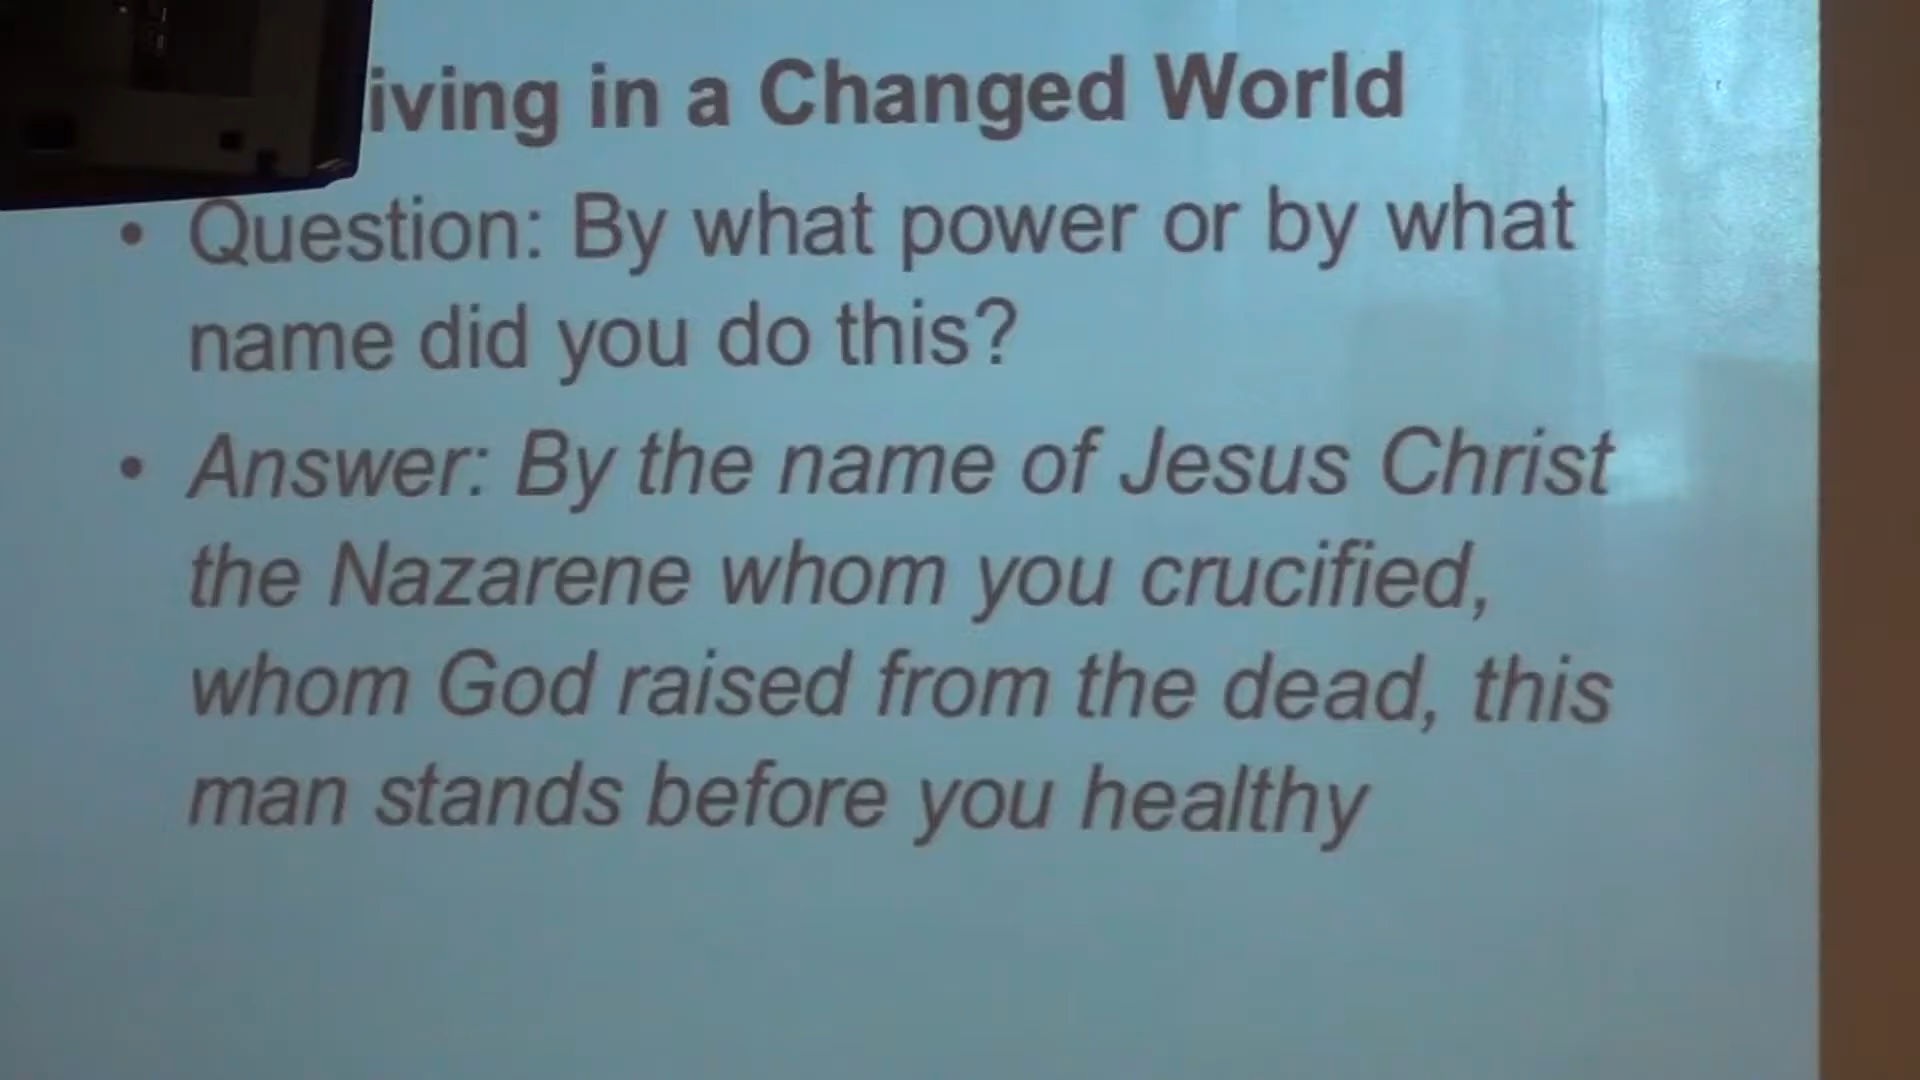 iving in a Changed World
• Question: By what power or by what
name did you do this?
• Answer: By the name of Jesus Christ
the Nazarene whom you crucified,
whom God raised from the dead, this
man stands before you healthy